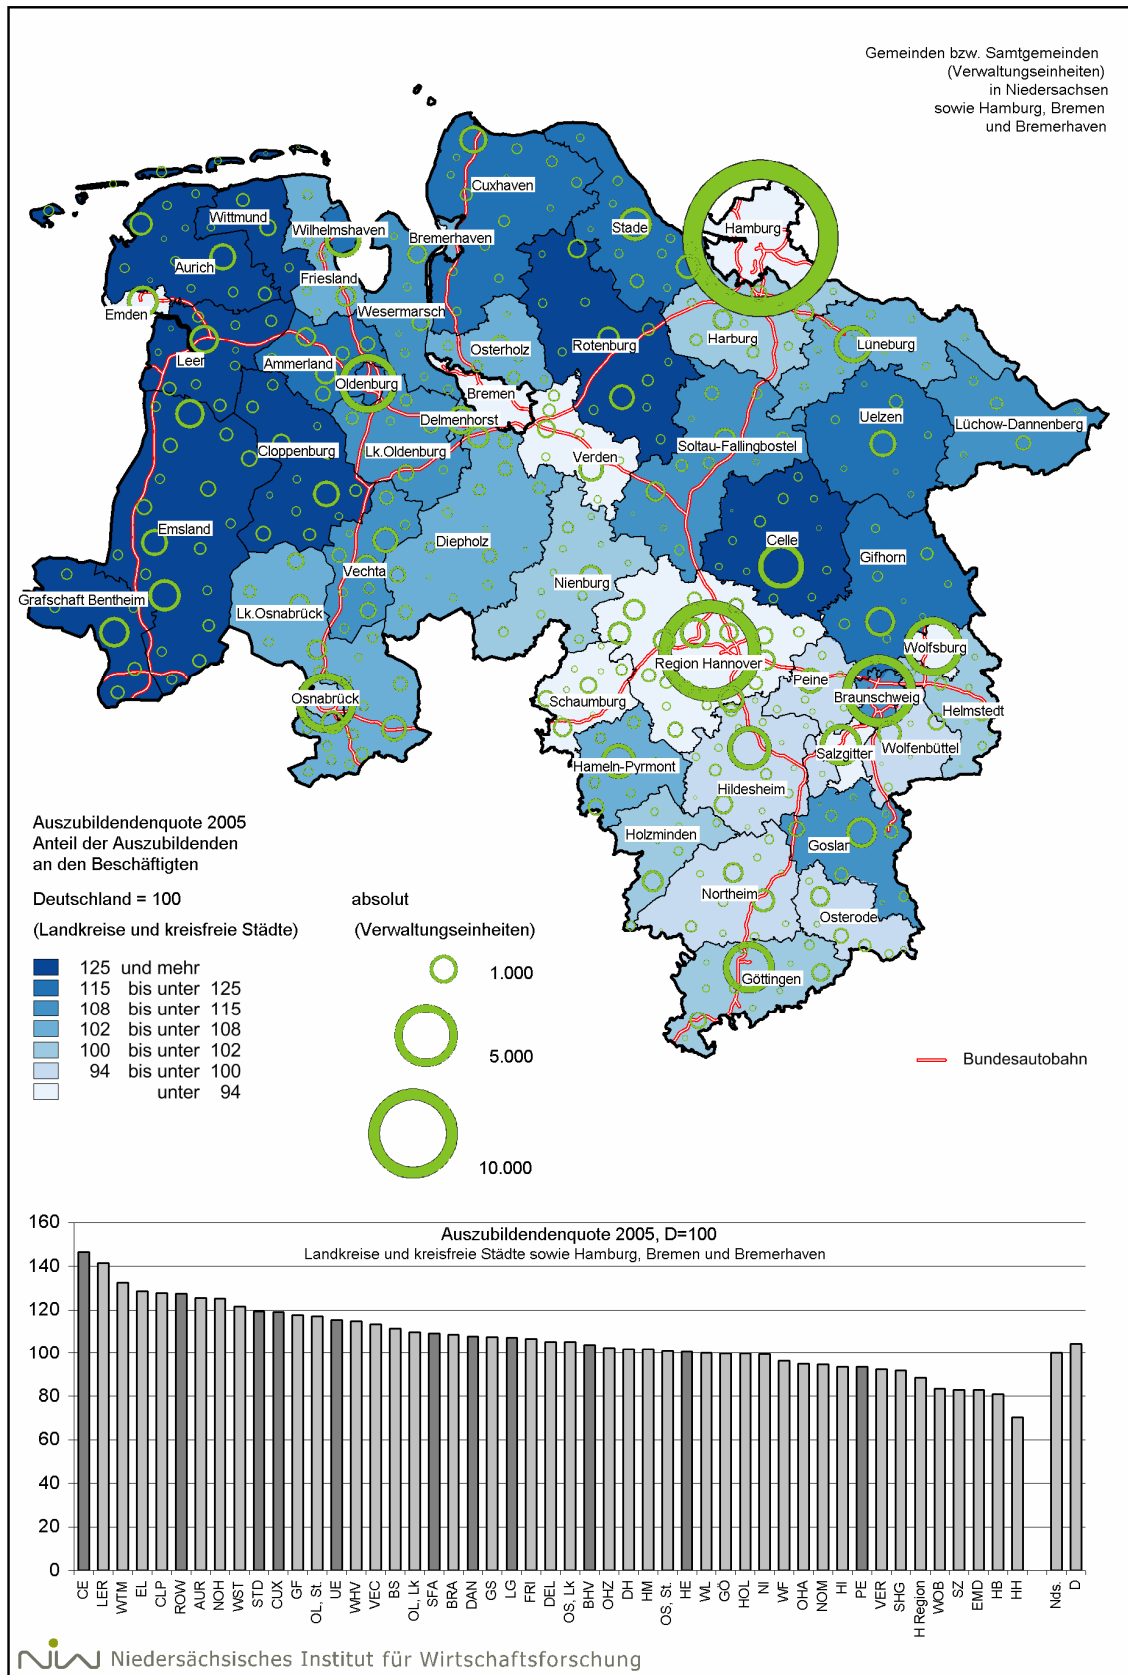 Gemeinden bzw. Samtgemeinden
(Verwaltungseinheiten)
in Niedersachsen
sowie Hamburg, Bremen
und Bremerhaven
Cuxhaven
Wittmund
Wilhelmshaven
Bremerhaven
Stade
Hamburg
Aurich
Friesland
Emden
Wesermarsch
Leer
Ammerland
Osterholz
Rotenburg
Harburg
Lüneburg
Oldenburg
Bremen
Delmenhorst
Uelzen
Lüchow-Dannenberg
Cloppenburg
Lk.Oldenburg
Verden
Soltau-Fallingbostel
Emsland
Diepholz
Celle
Gifhorn
Vechta
Nienburg
Grafschaft Bentheim
Lk.Osnabrück
Wolfsburg
Region Hannover
Peine
Osnabrück
Schaumburg
Braunschweig
Helmstedt
Salzgitter
Wolfenbüttel
Hameln-Pyrmont
Hildesheim
Holzminden
Goslar
Northeim
Osterode
Göttingen
Auszubildendenquote 2005
Anteil der Auszubildenden
an den Beschäftigten
Deutschland = 100 absolut
(Landkreise und kreisfreie Städte) (Verwaltungseinheiten)
125 und mehr
115 bis unter 125
108 bis unter 115
102 bis unter 108
100 bis unter 102
94 bis unter 100
unter 94
1.000
5.000
10.000
Bundesautobahn
Auszubildendenquote 2005, D=100
Landkreise und kreisfreie Städte sowie Hamburg, Bremen und Bremerhaven
160
140
120
100
80
60
40
20
0
CE LER WTM EL CLP ROW AUR NOH WST STD CUX GF OL, St. UE WHV VEC BS OL, Lk SFA BRA DAN GS LG FRI DEL OS, Lk BHV OHZ DH HM OS, St. HE WL GÖ HOL NI WF OHA NOM HI PE VER SHG H Region WOB SZ EMD HB HH Nds. D
NIW Niedersächsisches Institut für Wirtschaftsforschung